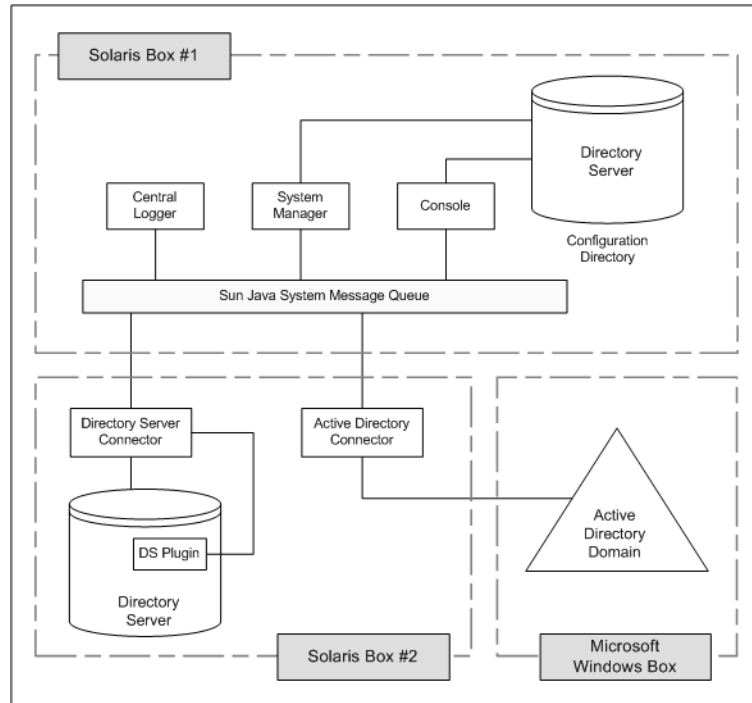 Solaris Box #1
Directory
Server
Central
Logger
System
Manager
Console
Configuration
Directory
Sun Java System Message Queue
Directory Server
Connector
Active Directory
Connector
DS Plugin
Directory
Server
Active
Directory
Domain
Solaris Box #2
Microsoft
Windows Box